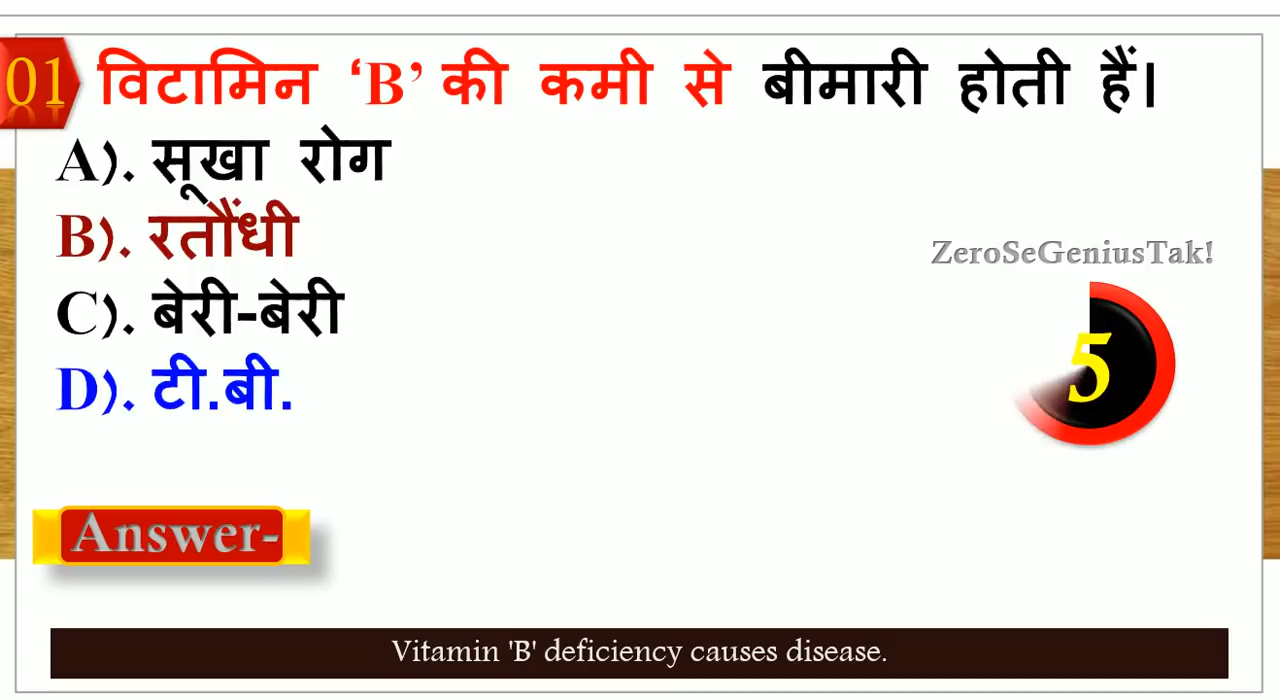 01 विटामिन ‘B’ की कमी से बीमारी होती हैं।
A). सूखा रोग
B). रतौंधी
C). बेरी-बेरी
D). टी.बी.
ZeroSeGeniusTak!
5
Answer-
Vitamin 'B' deficiency causes disease.